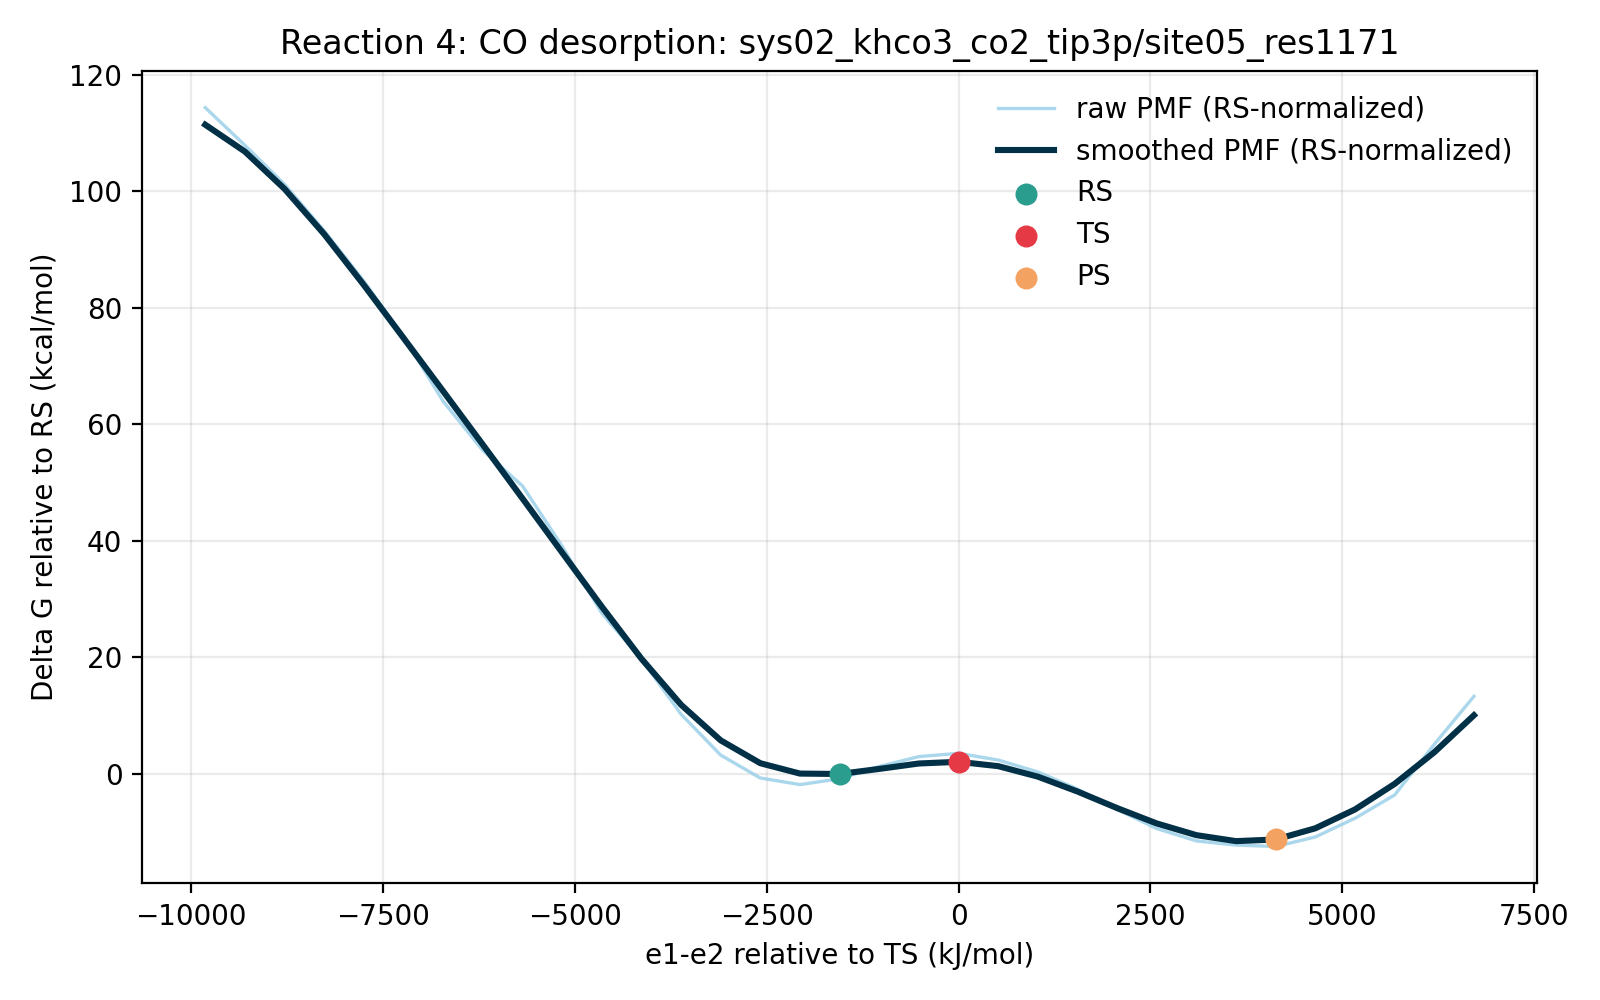 Reaction 4: CO desorption: sys02_khco3_co2_tip3p/site05_res1171
raw PMF (RS-normalized)
smoothed PMF (RS-normalized)
RS
TS
PS
Delta G relative to RS (kcal/mol)
120
100
80
60
40
20
0
−10000 −7500 −5000 −2500 0 2500 5000 7500
e1-e2 relative to TS (kJ/mol)